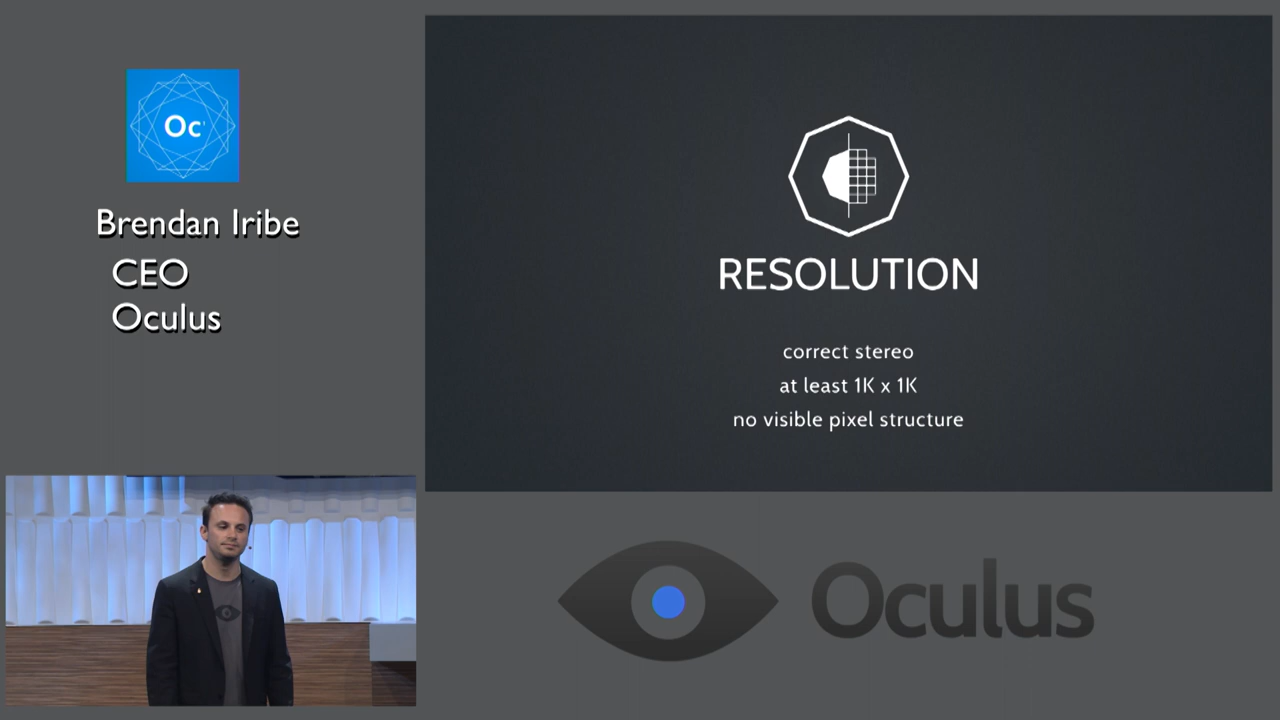 Oc
Brendan Iribe
CEO
Oculus
RESOLUTION
correct stereo
at least 1K x 1K
no visible pixel structure
Oculus